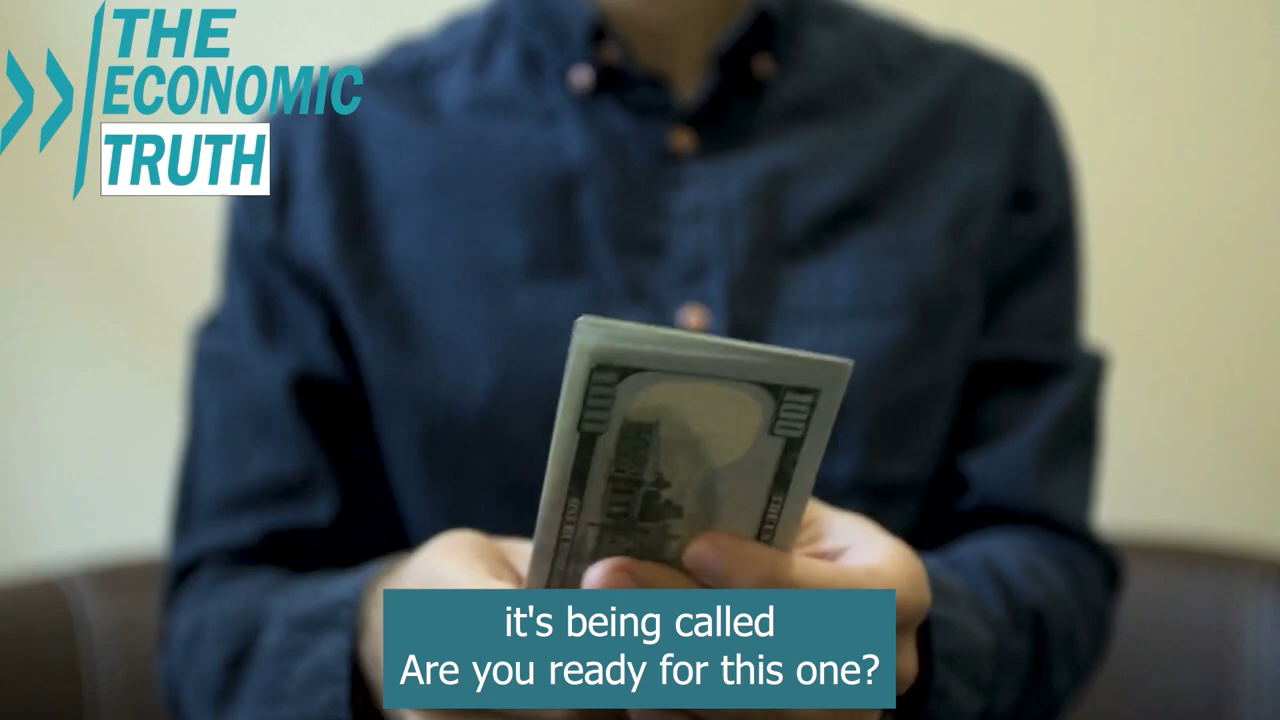 THE
ECONOMIC
TRUTH
100
100
it's being called
Are you ready for this one?